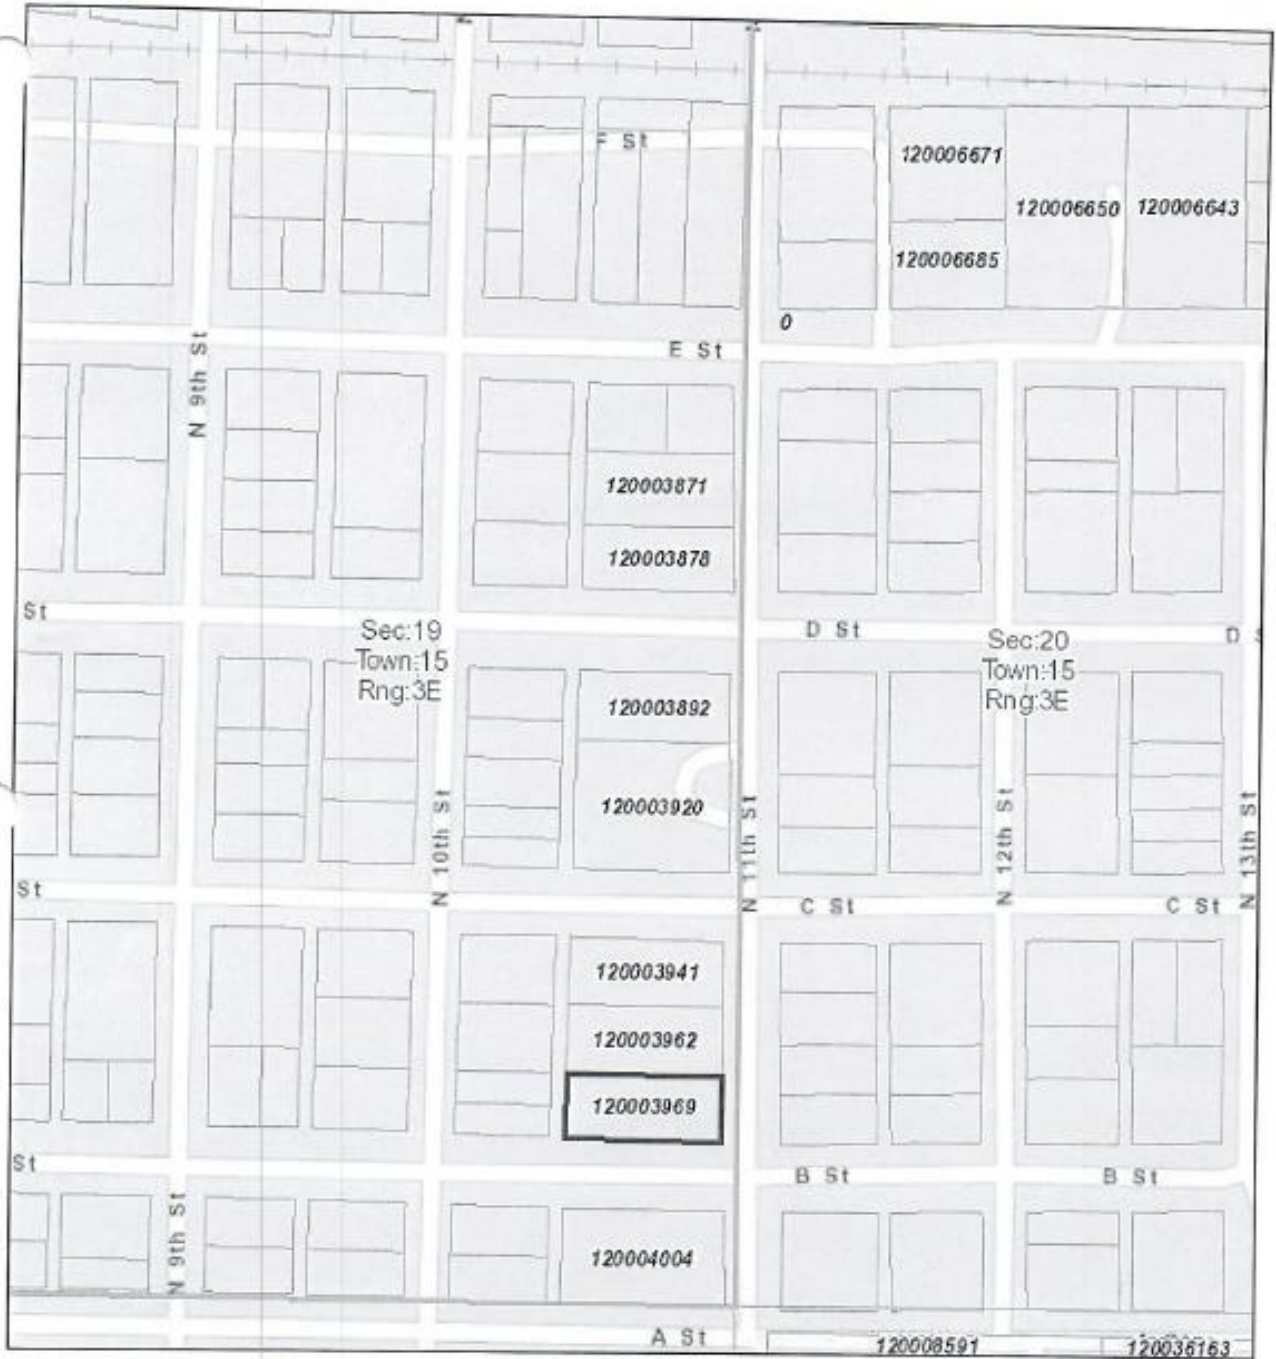 F St
120006671
120006650
120006643
120006685
0
N 9th St
E St
120003871
120003878
St
Sec:19
Town:15
Rng:3E
D St
Sec:20
Town:15
Rng:3E
D
120003892
120003920
N 10th St
N 11th St
N 12th St
N 13th St
St
C St
C St
120003941
120003962
120003969
St
B St
B St
N 9th St
120004004
A St
120008591
120036163